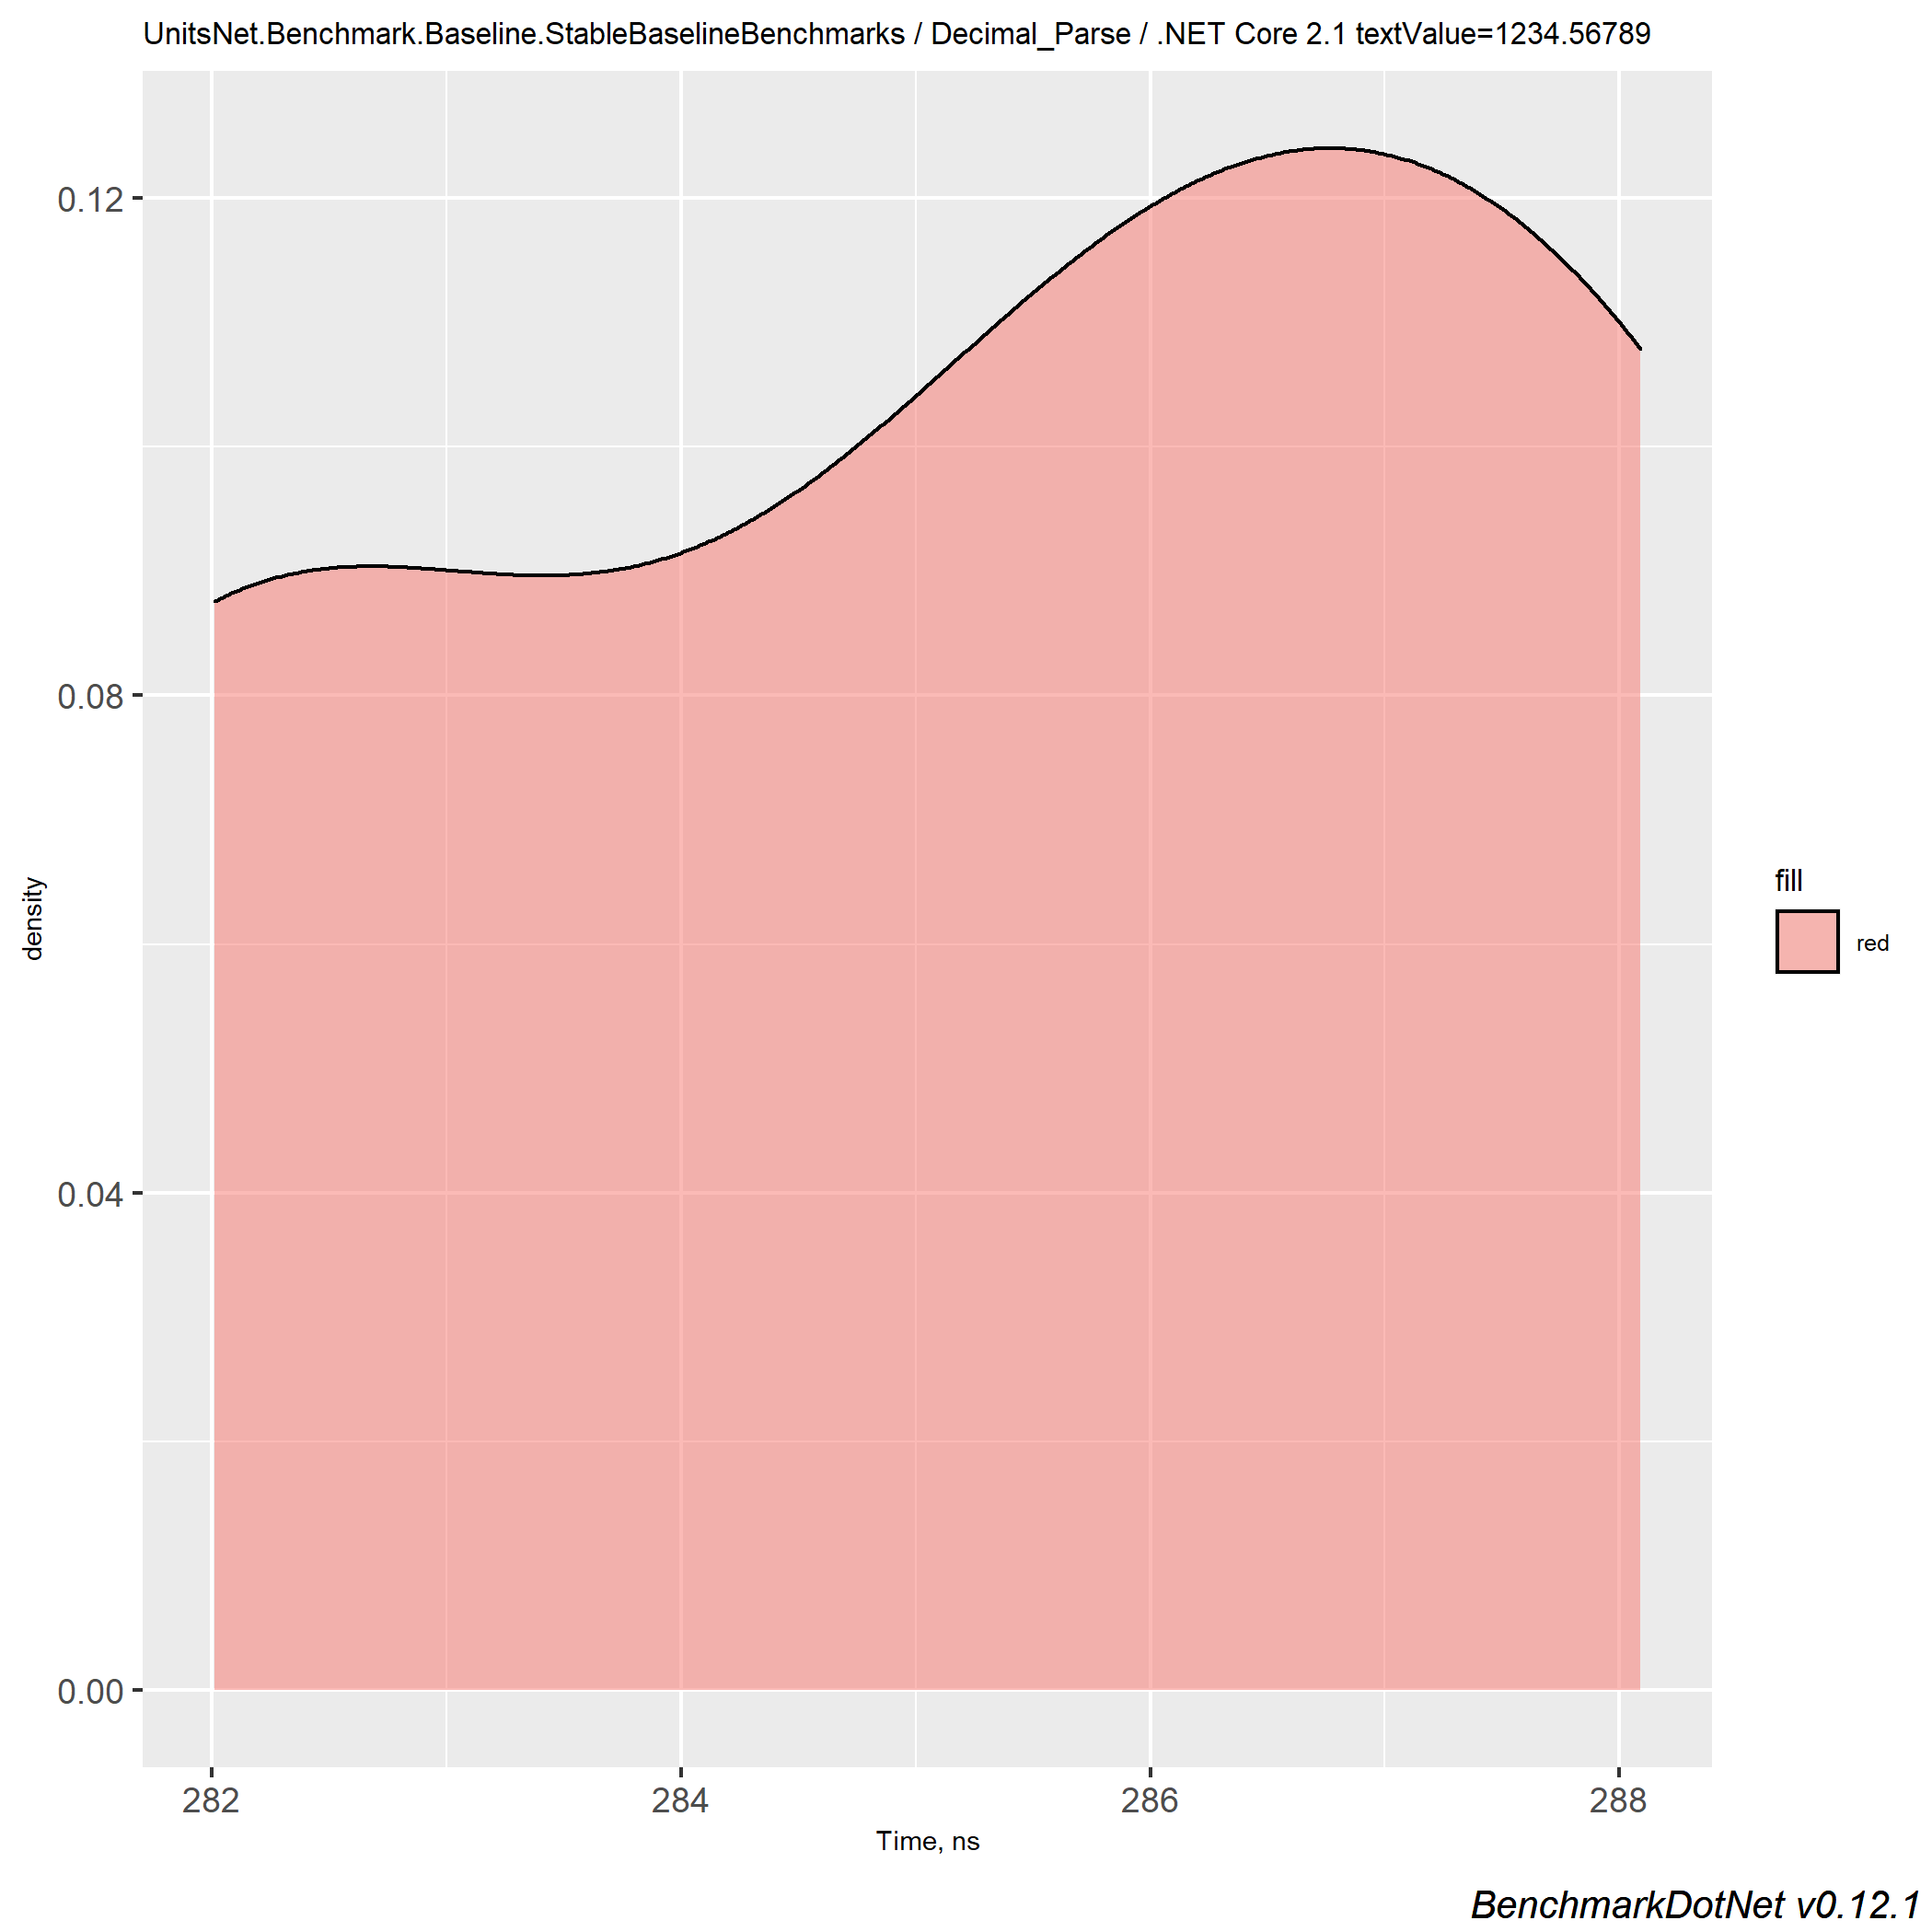 UnitsNet.Benchmark.Baseline.StableBaselineBenchmarks / Decimal_Parse / .NET Core 2.1 textValue=1234.56789
0.12
0.08
0.04
0.00
density
282 284 286 288
Time, ns
fill
red
BenchmarkDotNet v0.12.1